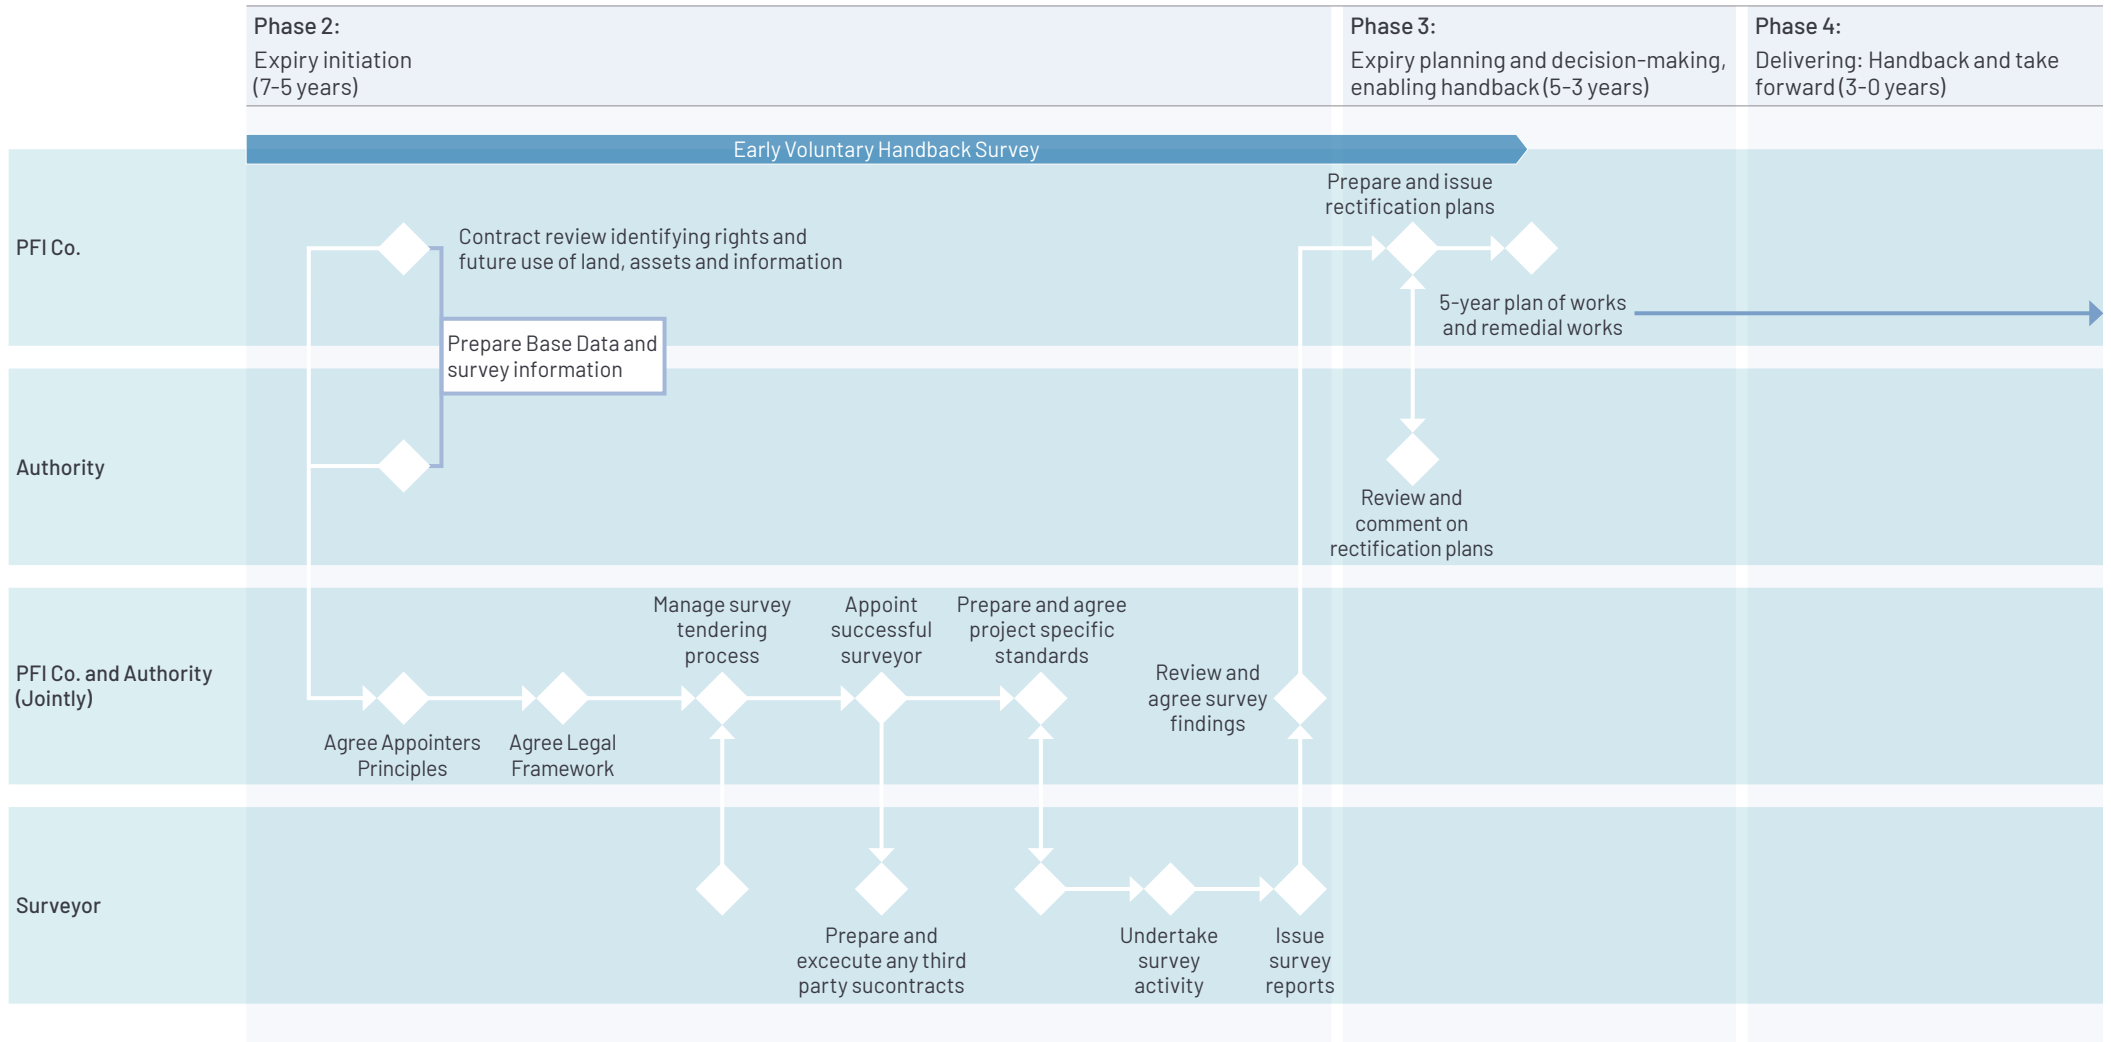 Phase 2:
Expiry initiation
(7-5 years)
Phase 3:
Expiry planning and decision-making,
enabling handback (5-3 years)
Phase 4:
Delivering: Handback and take
forward (3-0 years)
Early Voluntary Handback Survey
PFI Co.
Contract review identifying rights and
future use of land, assets and information
Prepare and issue
rectification plans
5-year plan of works
and remedial works
Prepare Base Data and
survey information
Authority
Review and
comment on
rectification plans
PFI Co. and Authority
(Jointly)
Agree Appointers
Principles
Agree Legal
Framework
Manage survey
tendering
process
Appoint
successful
surveyor
Prepare and agree
project specific
standards
Review and
agree survey
findings
Surveyor
Prepare and
excecute any third
party sucontracts
Undertake
survey
activity
Issue
survey
reports